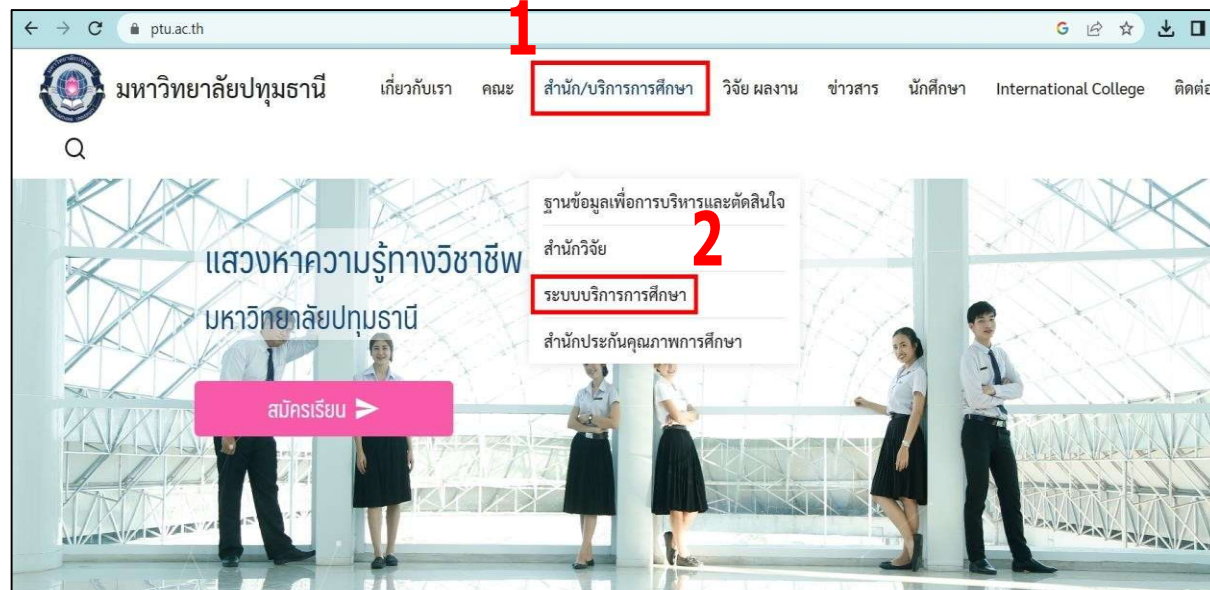 1
ptu.ac.th
มหาวิทยาลัยปทุมธานี
เกี่ยวกับเรา คณะ สำนัก/บริการการศึกษา วิจัย ผลงาน ข่าวสาร นักศึกษา International College ติดต่อ
ฐานข้อมูลเพื่อการบริหารและตัดสินใจ
2
สำนักวิจัย
ระบบบริการการศึกษา
สำนักประกันคุณภาพการศึกษา
แสวงหาความรู้ทางวิชาชีพ
มหาวิทยาลัยปทุมธานี
สมัครเรียน